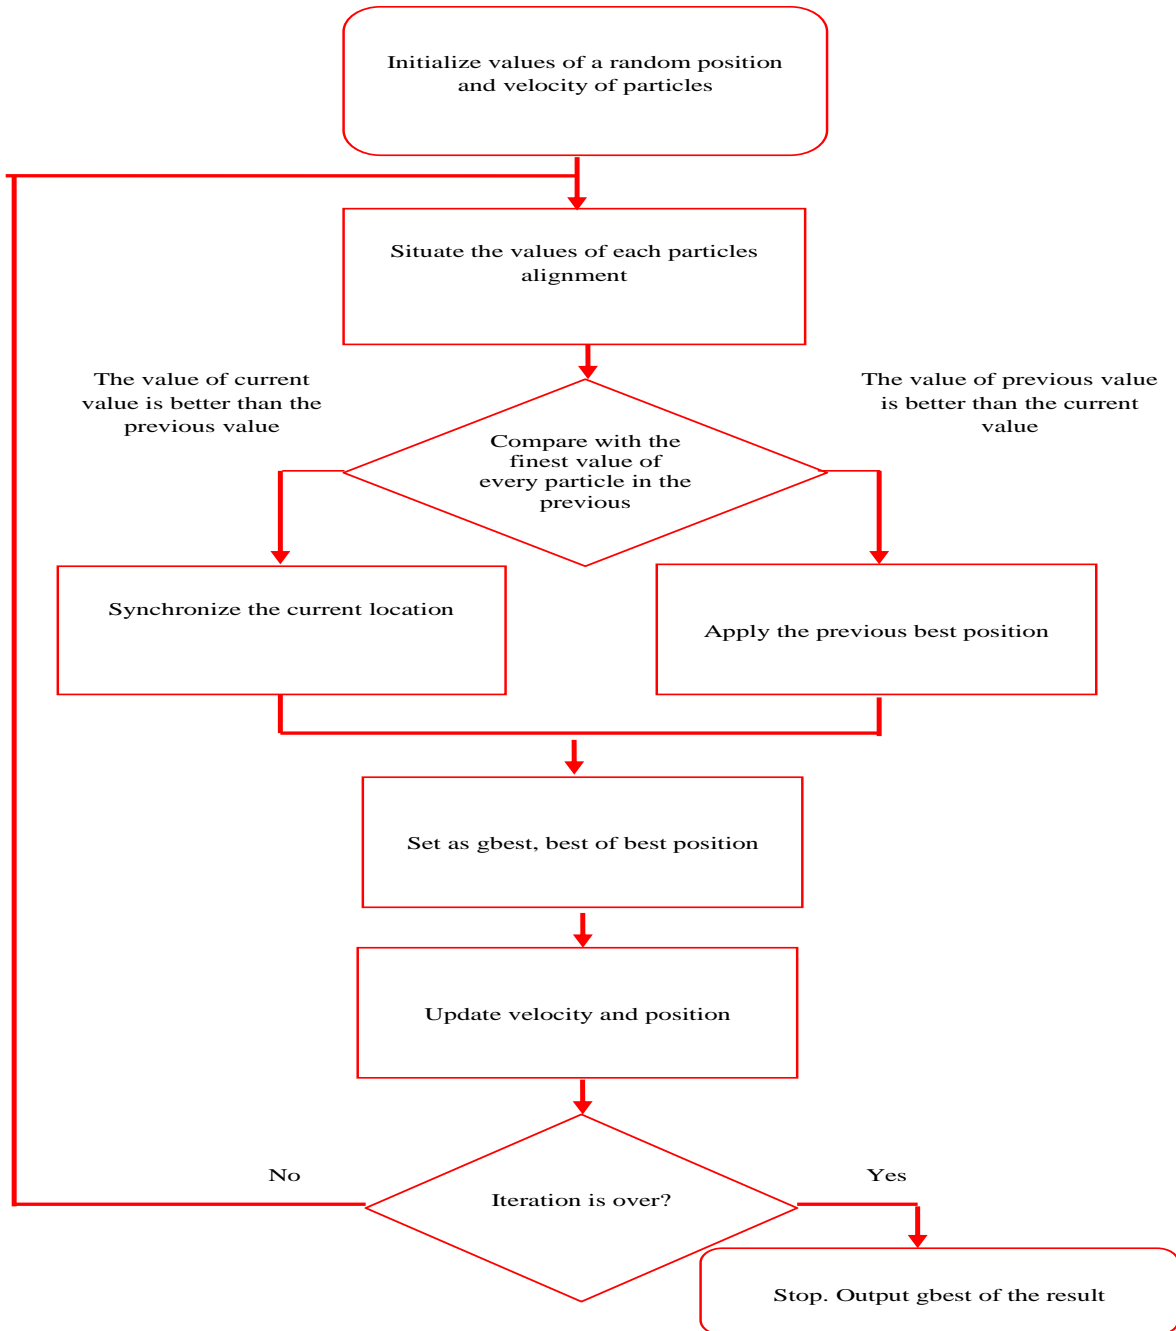 Initialize values of a random position
and velocity of particles
Situate the values of each particles
alignment
The value of current
value is better than the
previous value
The value of previous value
is better than the current
value
Compare with the
finest value of
every particle in the
previous
Synchronize the current location
Apply the previous best position
Set as gbest, best of best position
Update velocity and position
No
Yes
Iteration is over?
Stop. Output gbest of the result